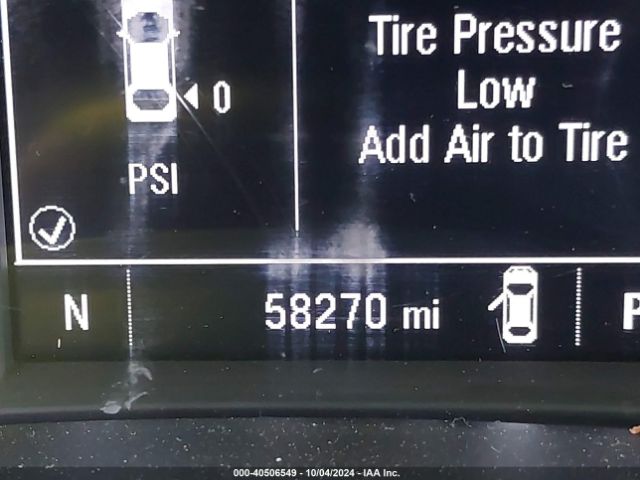 Tire Pressure
Low
Add Air to Tire
0
PSI
N
58270 mi
P
000-40506549 - 10/04/2024 - IAA Inc.